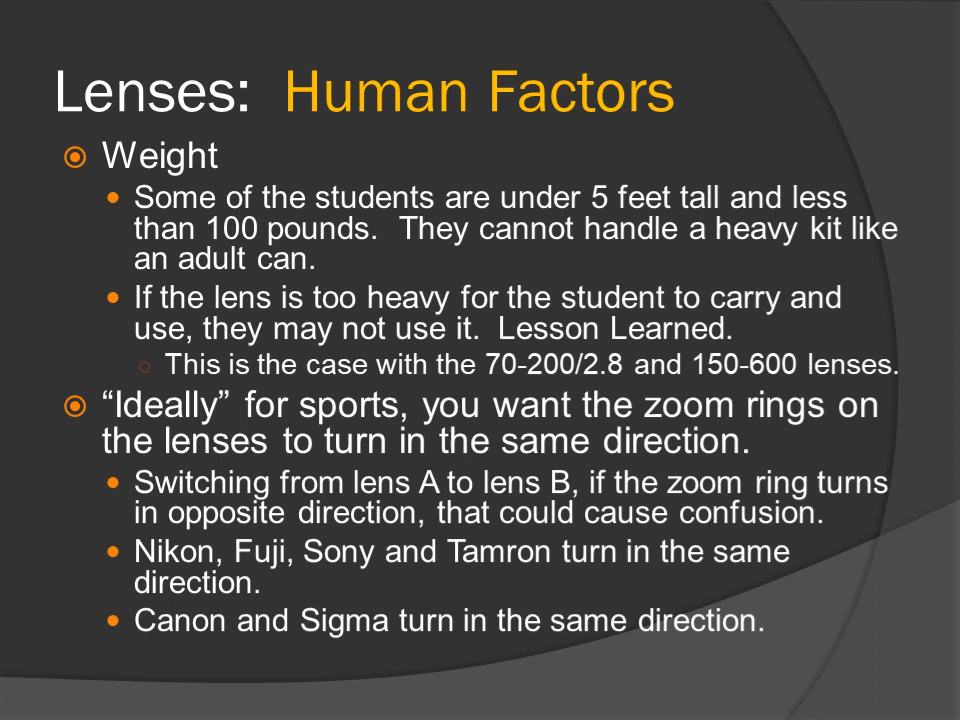 Lenses: Human Factors
Weight
Some of the students are under 5 feet tall and less
than 100 pounds. They cannot handle a heavy kit like
an adult can.
If the lens is too heavy for the student to carry and
use, they may not use it. Lesson Learned.
This is the case with the 70-200/2.8 and 150-600 lenses.
“Ideally” for sports, you want the zoom rings on
the lenses to turn in the same direction.
Switching from lens A to lens B, if the zoom ring turns
in opposite direction, that could cause confusion.
Nikon, Fuji, Sony and Tamron turn in the same
direction.
Canon and Sigma turn in the same direction.